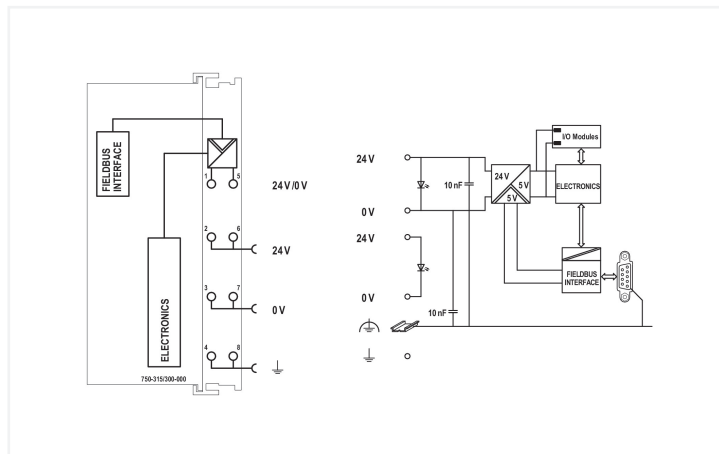 FIELDBUS
INTERFACE
ELECTRONICS
750-315/300-000
1 5
24 V /0 V
2 6
24 V
3 7
0 V
4 8
24 V
0 V
24 V
0 V
10 nF
10 nF
24 V
5 V
5 V
I/O Modules
ELECTRONICS
FIELDBUS
INTERFACE